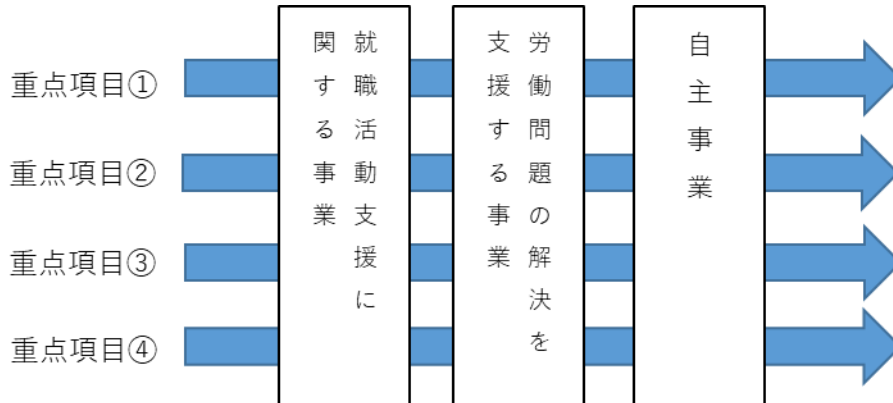 重点項目①
重点項目②
重点項目③
重点項目④
就職活動支援に
関する事業
労働問題の解決を
支援する事業
自主事業